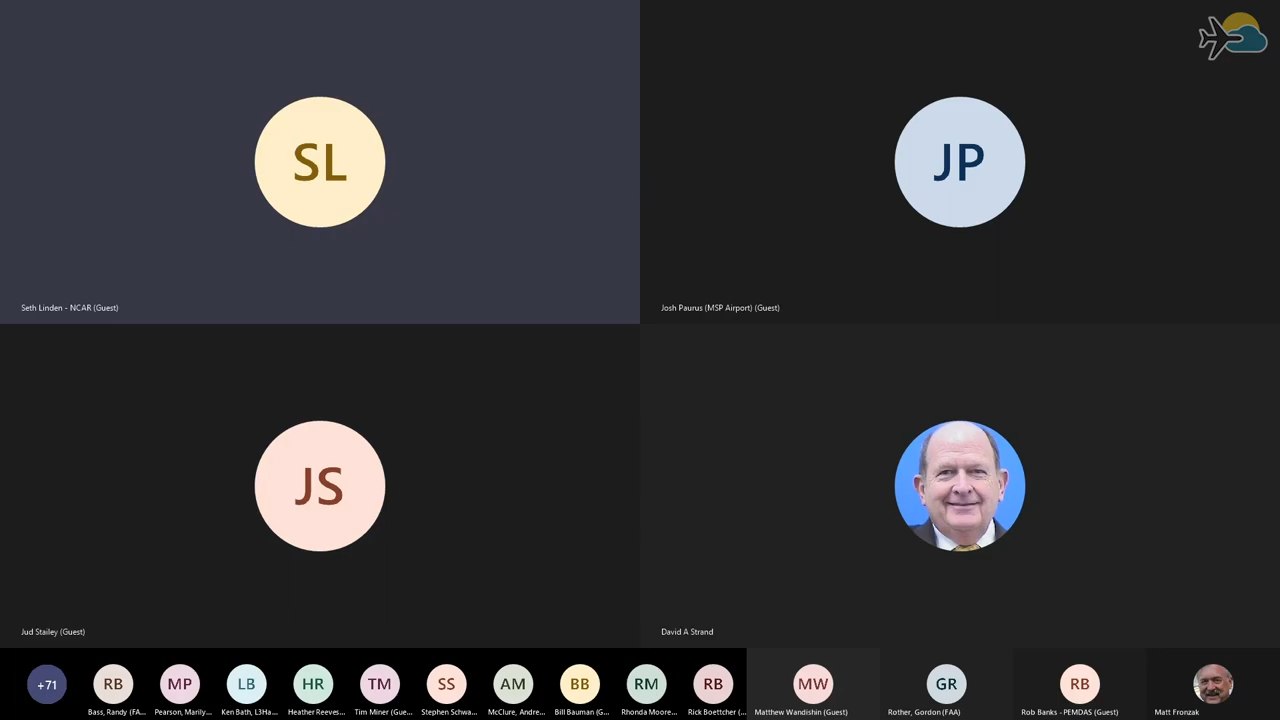 SL
Seth Linden - NCAR (Guest)
JP
Josh Paurus (MSP Airport) (Guest)
JS
Jud Stailey (Guest)
David A Strand
+71
RB
Bass, Randy (FA...
MP
Pearson, Marily...
LB
Ken Bath, L3Ha...
HR
Heather Reeves...
TM
Tim Miner (Gue...
SS
Stephen Schwa...
AM
McClure, Andre...
BB
Bill Bauman (G...
RM
Rhonda Moore...
RB
Rick Boettcher (...
MW
Matthew Wandishin (Guest)
GR
Rother, Gordon (FAA)
RB
Rob Banks - PEMDAS (Guest)
Matt Fronzak